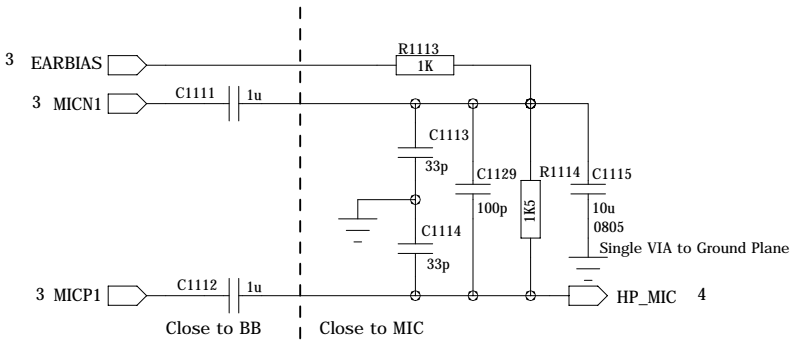 R1113
3 EARBIAS
1K
3 MICN1
C1111
1u
C1113
33p
C1129
100p
R1114
1K5
C1115
10u
0805
C1114
33p
Single VIA to Ground Plane
3 MICP1
C1112
1u
HP_MIC 4
Close to BB
Close to MIC